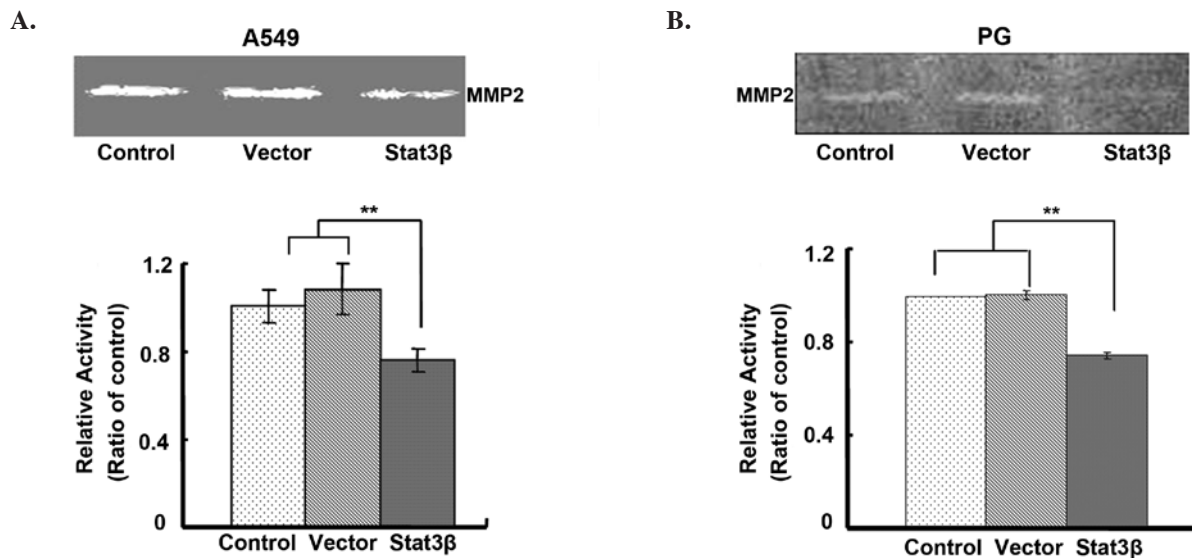 A.
A549
MMP2
Control Vector Stat3β
**
Relative Activity
(Ratio of control)
1.2
0.8
0.4
0
Control Vector Stat3β
B.
PG
MMP2
Control Vector Stat3β
**
Relative Activity
(Ratio of control)
1.2
0.8
0.4
0
Control Vector Stat3β